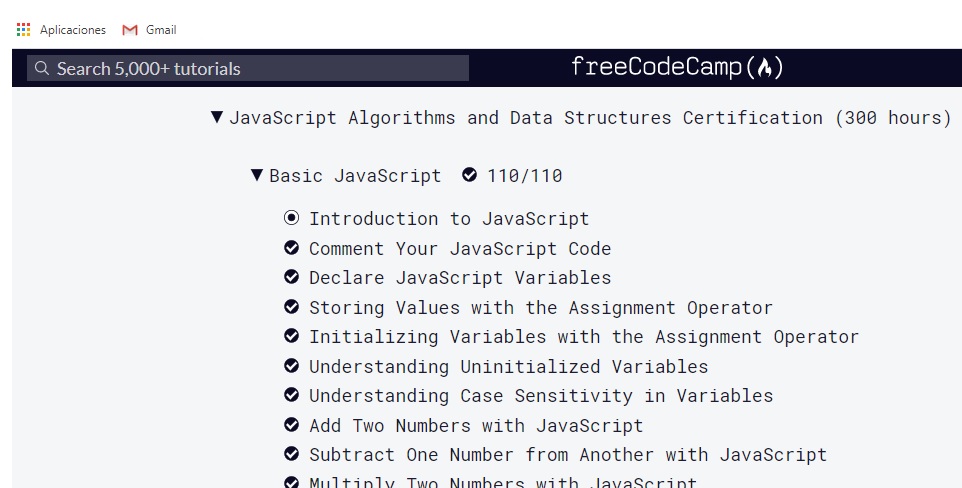 Aplicaciones Gmail
Search 5,000+ tutorials freeCodeCamp(🔥)
JavaScript Algorithms and Data Structures Certification (300 hours)
Basic JavaScript 110/110
Introduction to JavaScript
Comment Your JavaScript Code
Declare JavaScript Variables
Storing Values with the Assignment Operator
Initializing Variables with the Assignment Operator
Understanding Uninitialized Variables
Understanding Case Sensitivity in Variables
Add Two Numbers with JavaScript
Subtract One Number from Another with JavaScript
Multiply Two Numbers with JavaScript